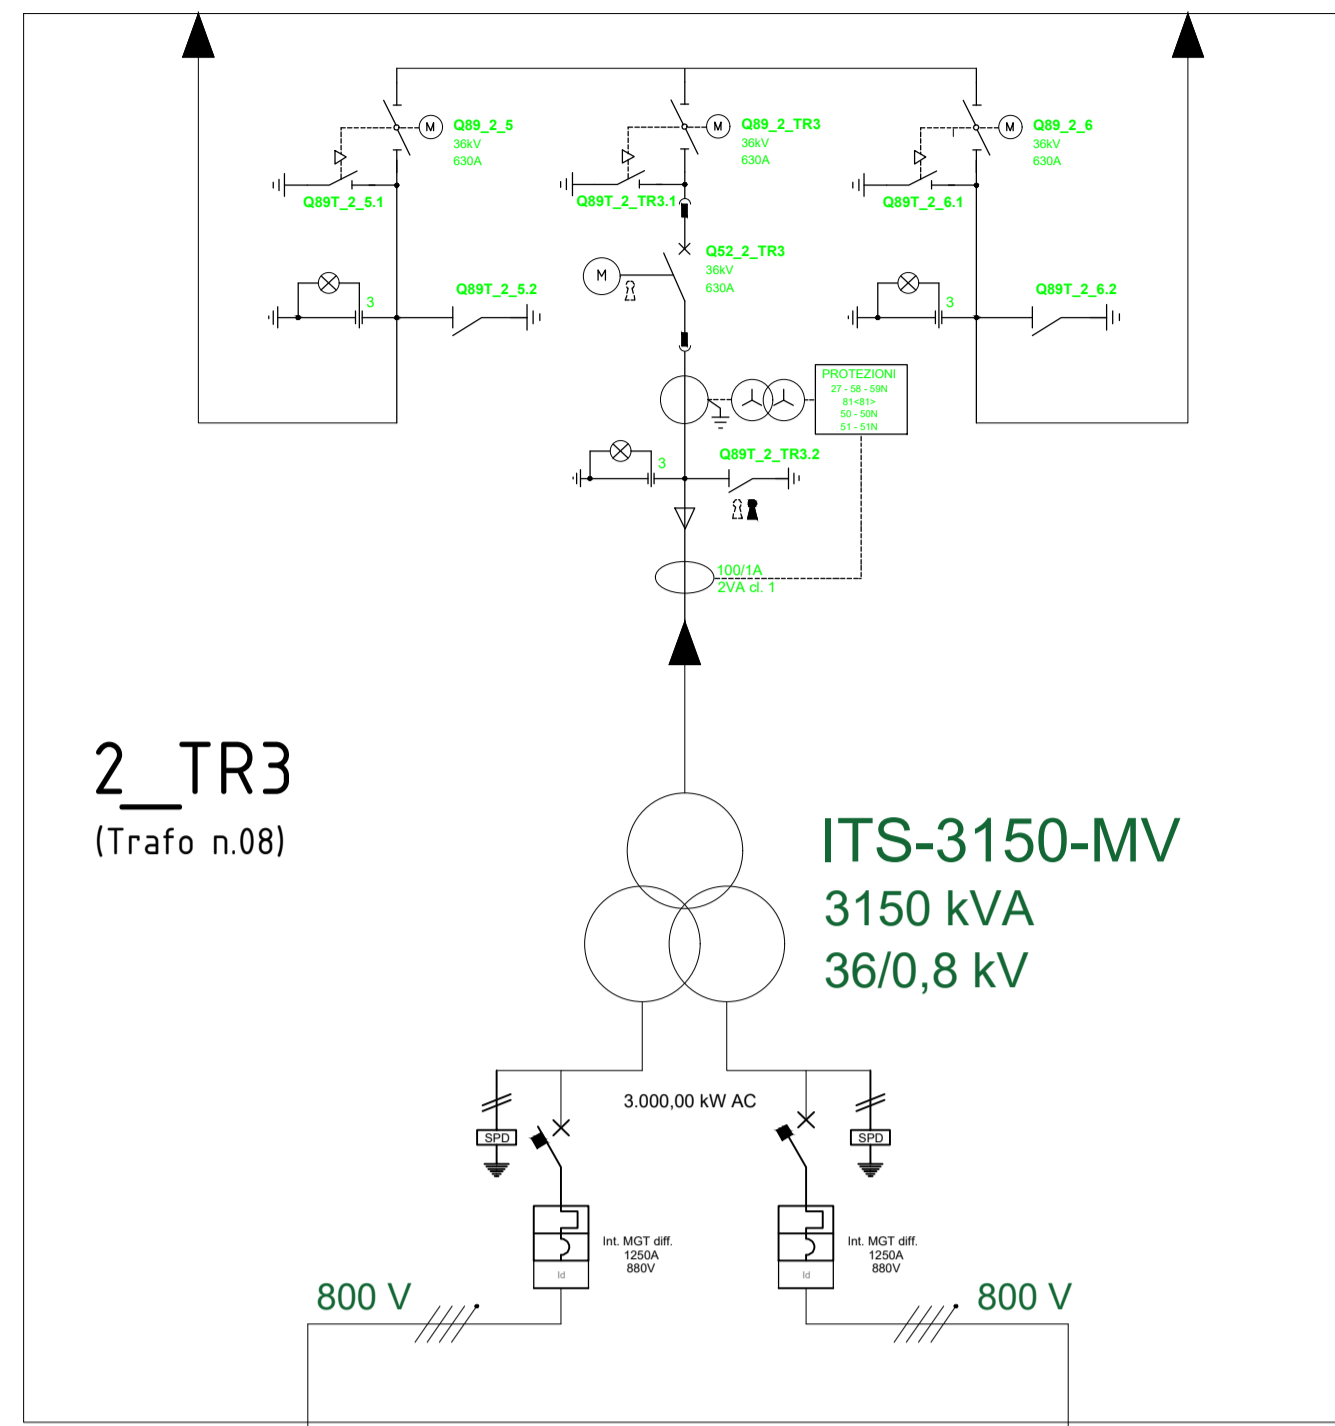 M
Q89_2_5
36kV
630A
Q89T_2_5.1
M
Q89_2_TR3
36kV
630A
Q89T_2_TR3.1
M
Q89_2_6
36kV
630A
Q89T_2_6.1
M
Q52_2_TR3
36kV
630A
3
Q89T_2_5.2
3
Q89T_2_6.2
PROTEZIONI
27 - 58 - 59N
81<81>
50 - 50N
51 - 51N
3
Q89T_2_TR3.2
100/1A
2VA cl. 1
2_TR3
(Trafo n.08)
ITS-3150-MV
3150 kVA
36/0,8 kV
3.000,00 kW AC
SPD
SPD
Int. MGT diff.
1250A
880V
Id
Int. MGT diff.
1250A
880V
Id
800 V
800 V